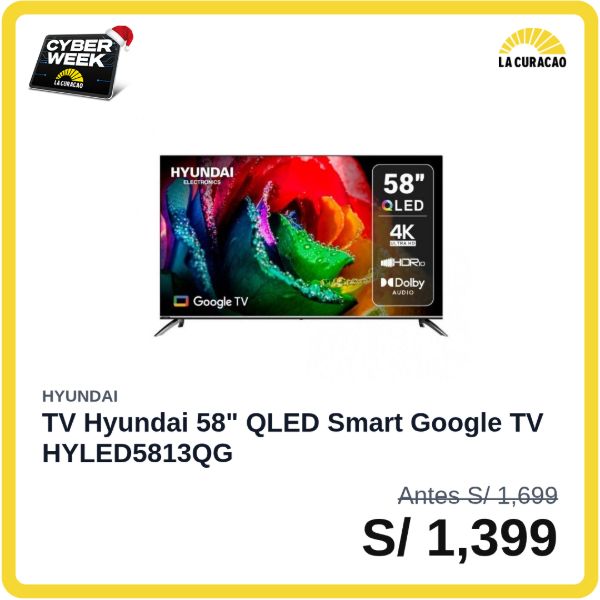 CYBER
WEEK
LA CURACAO
LA CURACAO
HYUNDAI
ELECTRONICS
58"
QLED
4K
ULTRA HD
HDR10
Dolby
AUDIO
Google TV
HYUNDAI
TV Hyundai 58" QLED Smart Google TV
HYLED5813QG
Antes S/ 1,699
S/ 1,399